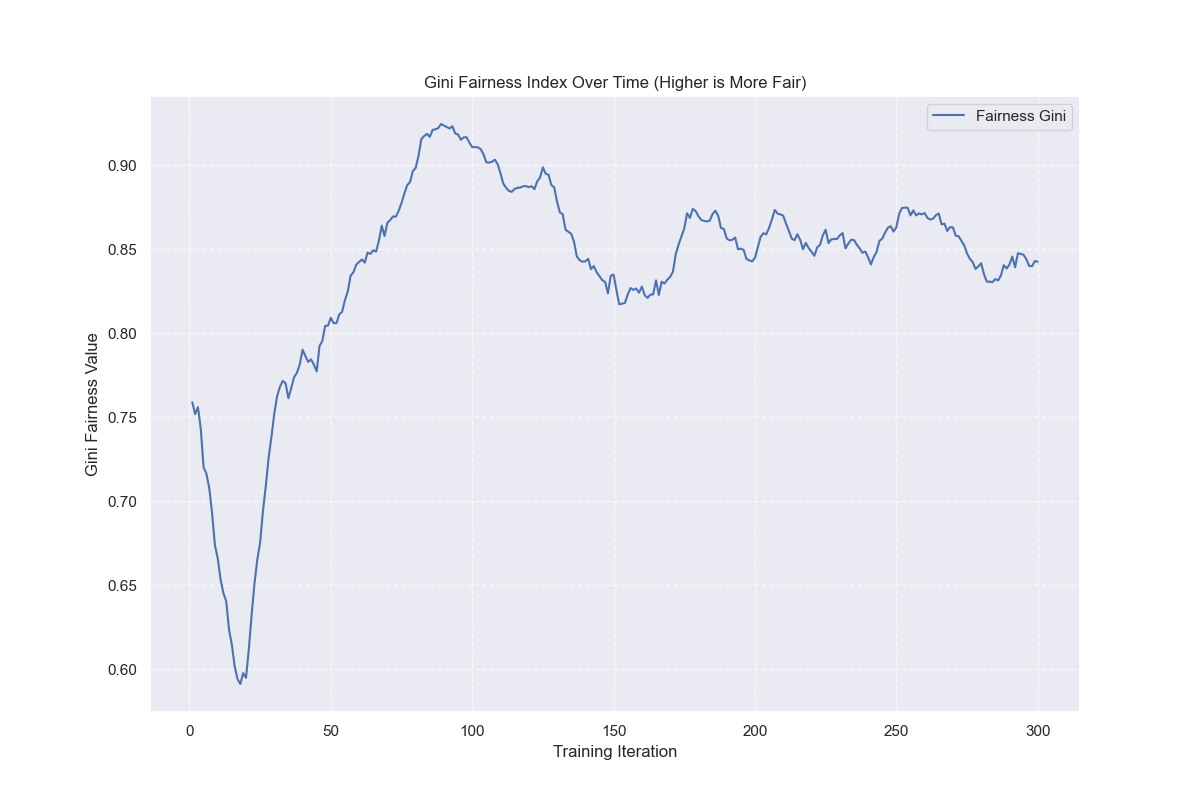 Gini Fairness Index Over Time (Higher is More Fair)
Fairness Gini
Gini Fairness Value
0.90
0.85
0.80
0.75
0.70
0.65
0.60
0 50 100 150 200 250 300
Training Iteration